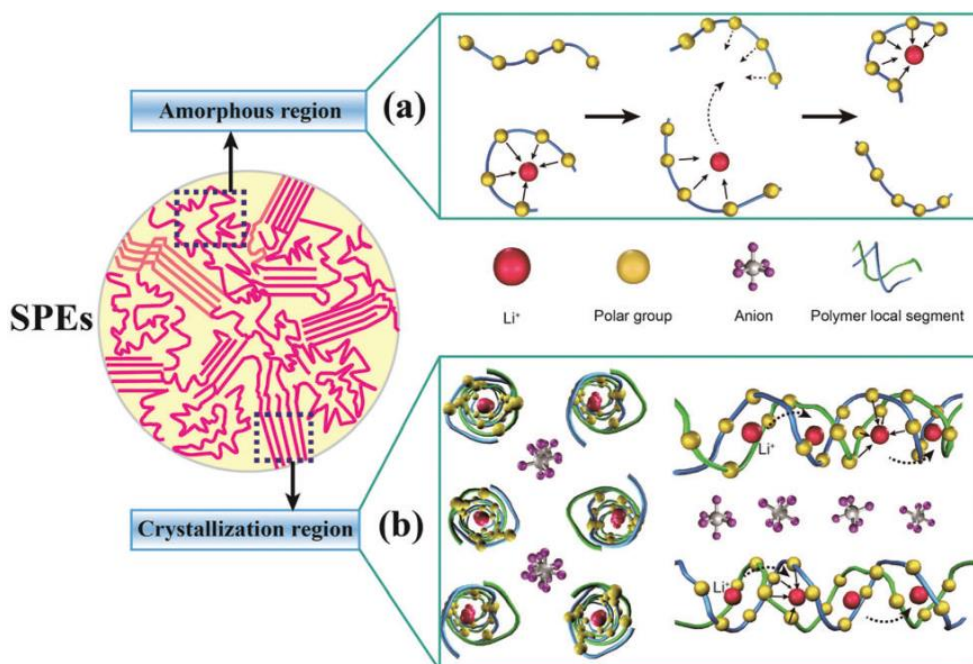 Amorphous region
(a)
SPEs
Li⁺
Polar group
Anion
Polymer local segment
Crystallization region
(b)
Li⁺
Li⁺